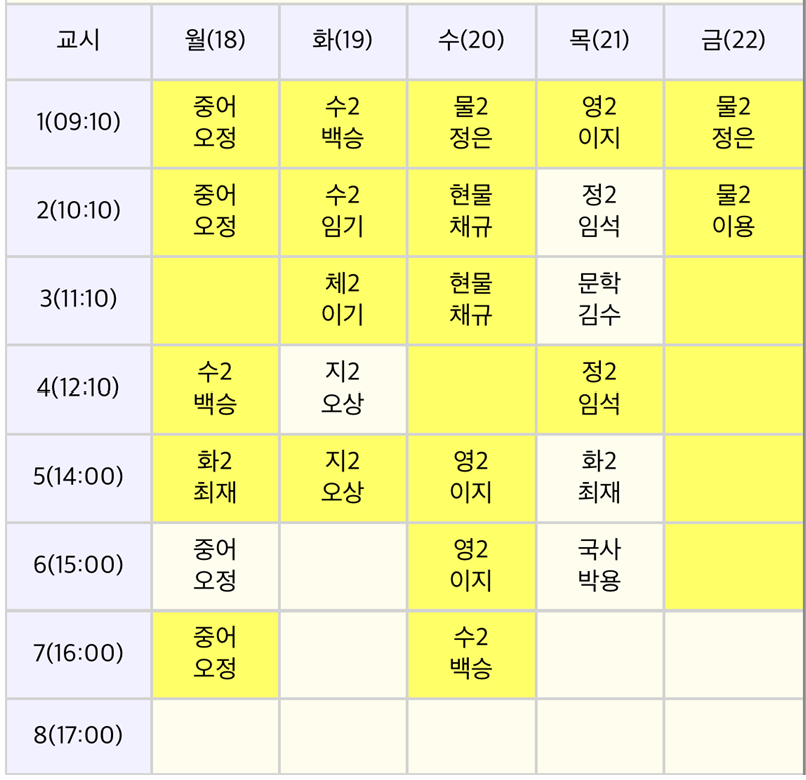 교시 월(18) 화(19) 수(20) 목(21) 금(22)
1(09:10) 중어 수2 물2 영2 물2
오정 백승 정은 이지 정은
2(10:10) 중어 수2 현물 정2 물2
오정 임기 채규 임석 이용
3(11:10) 체2 현물 문학
이기 채규 김수
4(12:10) 수2 지2 정2
백승 오상 임석
5(14:00) 화2 지2 영2 화2
최재 오상 이지 최재
6(15:00) 중어 영2 국사
오정 이지 박용
7(16:00) 중어 수2
오정 백승
8(17:00)